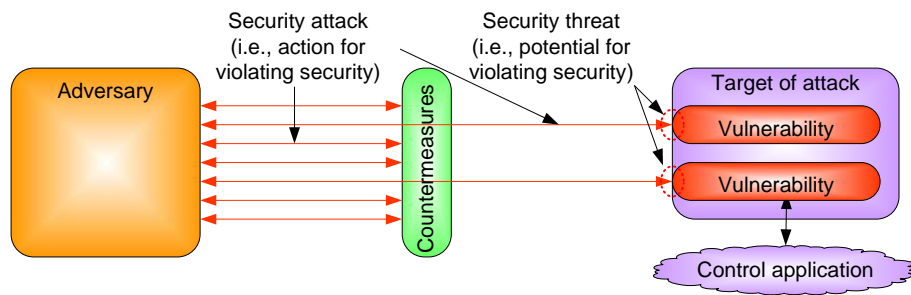 Security attack
(i.e., action for
violating security)
Security threat
(i.e., potential for
violating security)
Adversary
Countermeasures
Target of attack
Vulnerability
Vulnerability
Control application